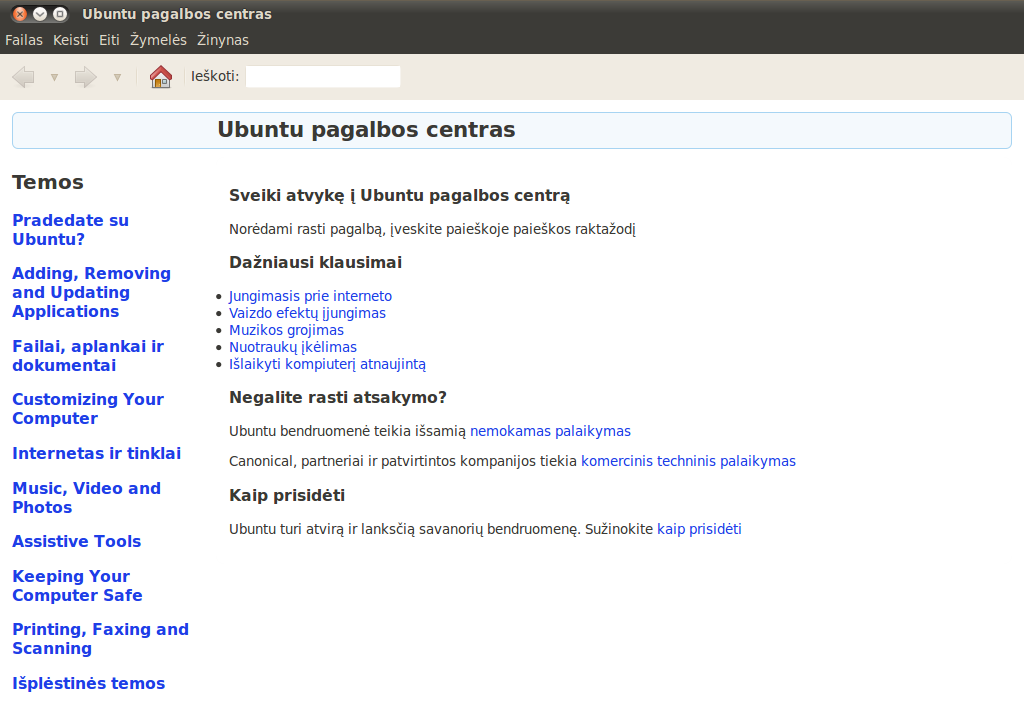 Ubuntu pagalbos centras
Failas Keisti Eiti Žymelės Žinynas
Ieškoti:
Ubuntu pagalbos centras
Temos
Pradedate su
Ubuntu?
Adding, Removing
and Updating
Applications
Failai, aplankai ir
dokumentai
Customizing Your
Computer
Internetas ir tinklai
Music, Video and
Photos
Assistive Tools
Keeping Your
Computer Safe
Printing, Faxing and
Scanning
Išplėstinės temos
Sveiki atvykę į Ubuntu pagalbos centrą
Norėdami rasti pagalbą, įveskite paieškoje paieškos raktažodį
Dažniausi klausimai
Jungimasis prie interneto
Vaizdo efektų įjungimas
Muzikos grojimas
Nuotraukų įkėlimas
Išlaikyti kompiuterį atnaujintą
Negalite rasti atsakymo?
Ubuntu bendruomenė teikia išsamią nemokamas palaikymas
Canonical, partneriai ir patvirtintos kompanijos tiekia komercinis techninis palaikymas
Kaip prisidėti
Ubuntu turi atvirą ir lanksčią savanorių bendruomenę. Sužinokite kaip prisidėti